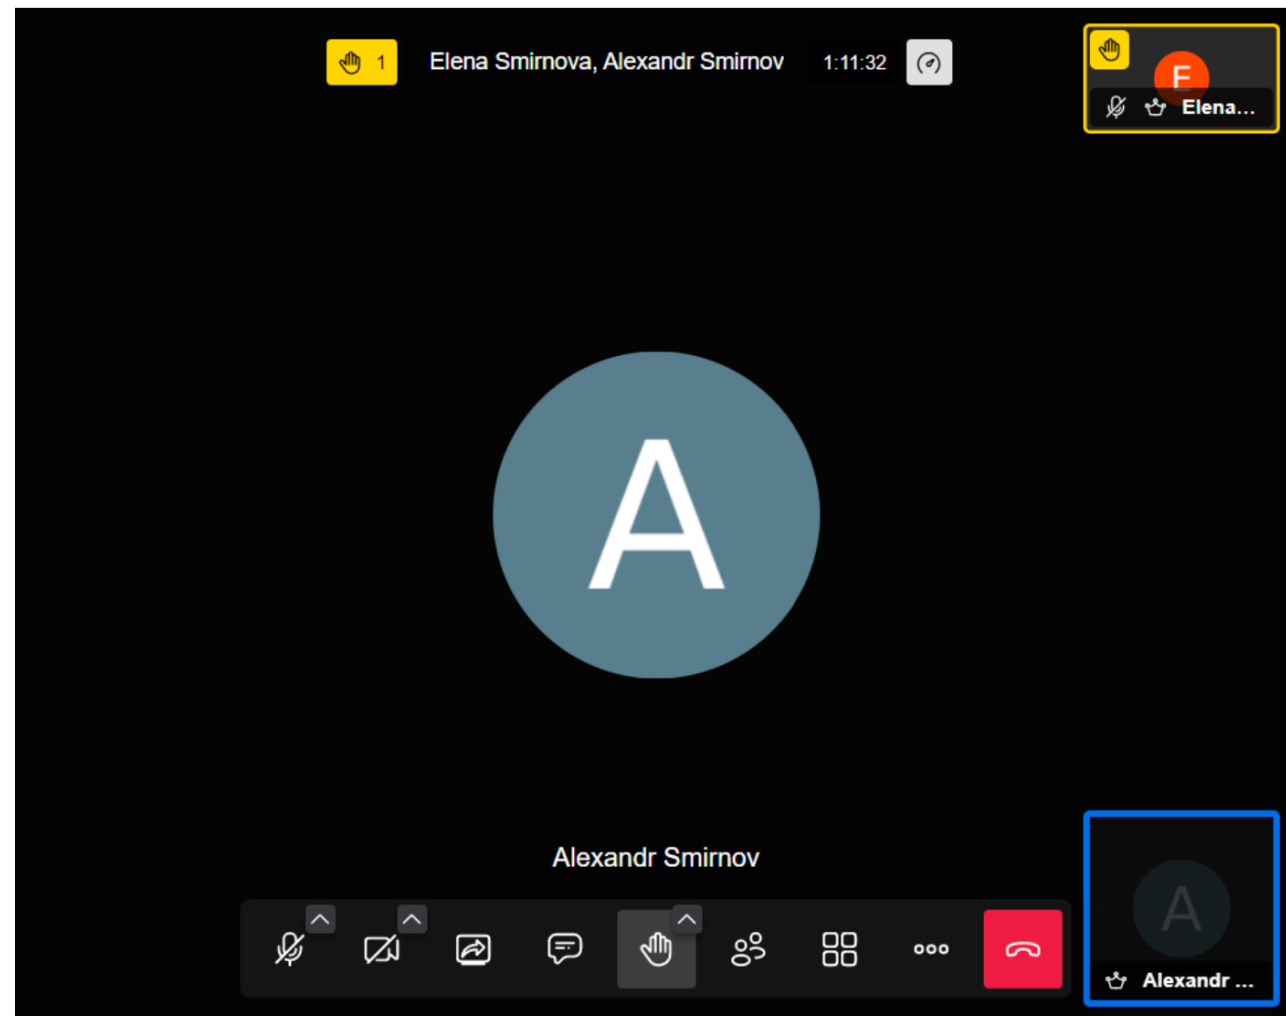 1 Elena Smirnova, Alexandr Smirnov 1:11:32
E
Elena...
A
Alexandr Smirnov
A
Alexandr ...